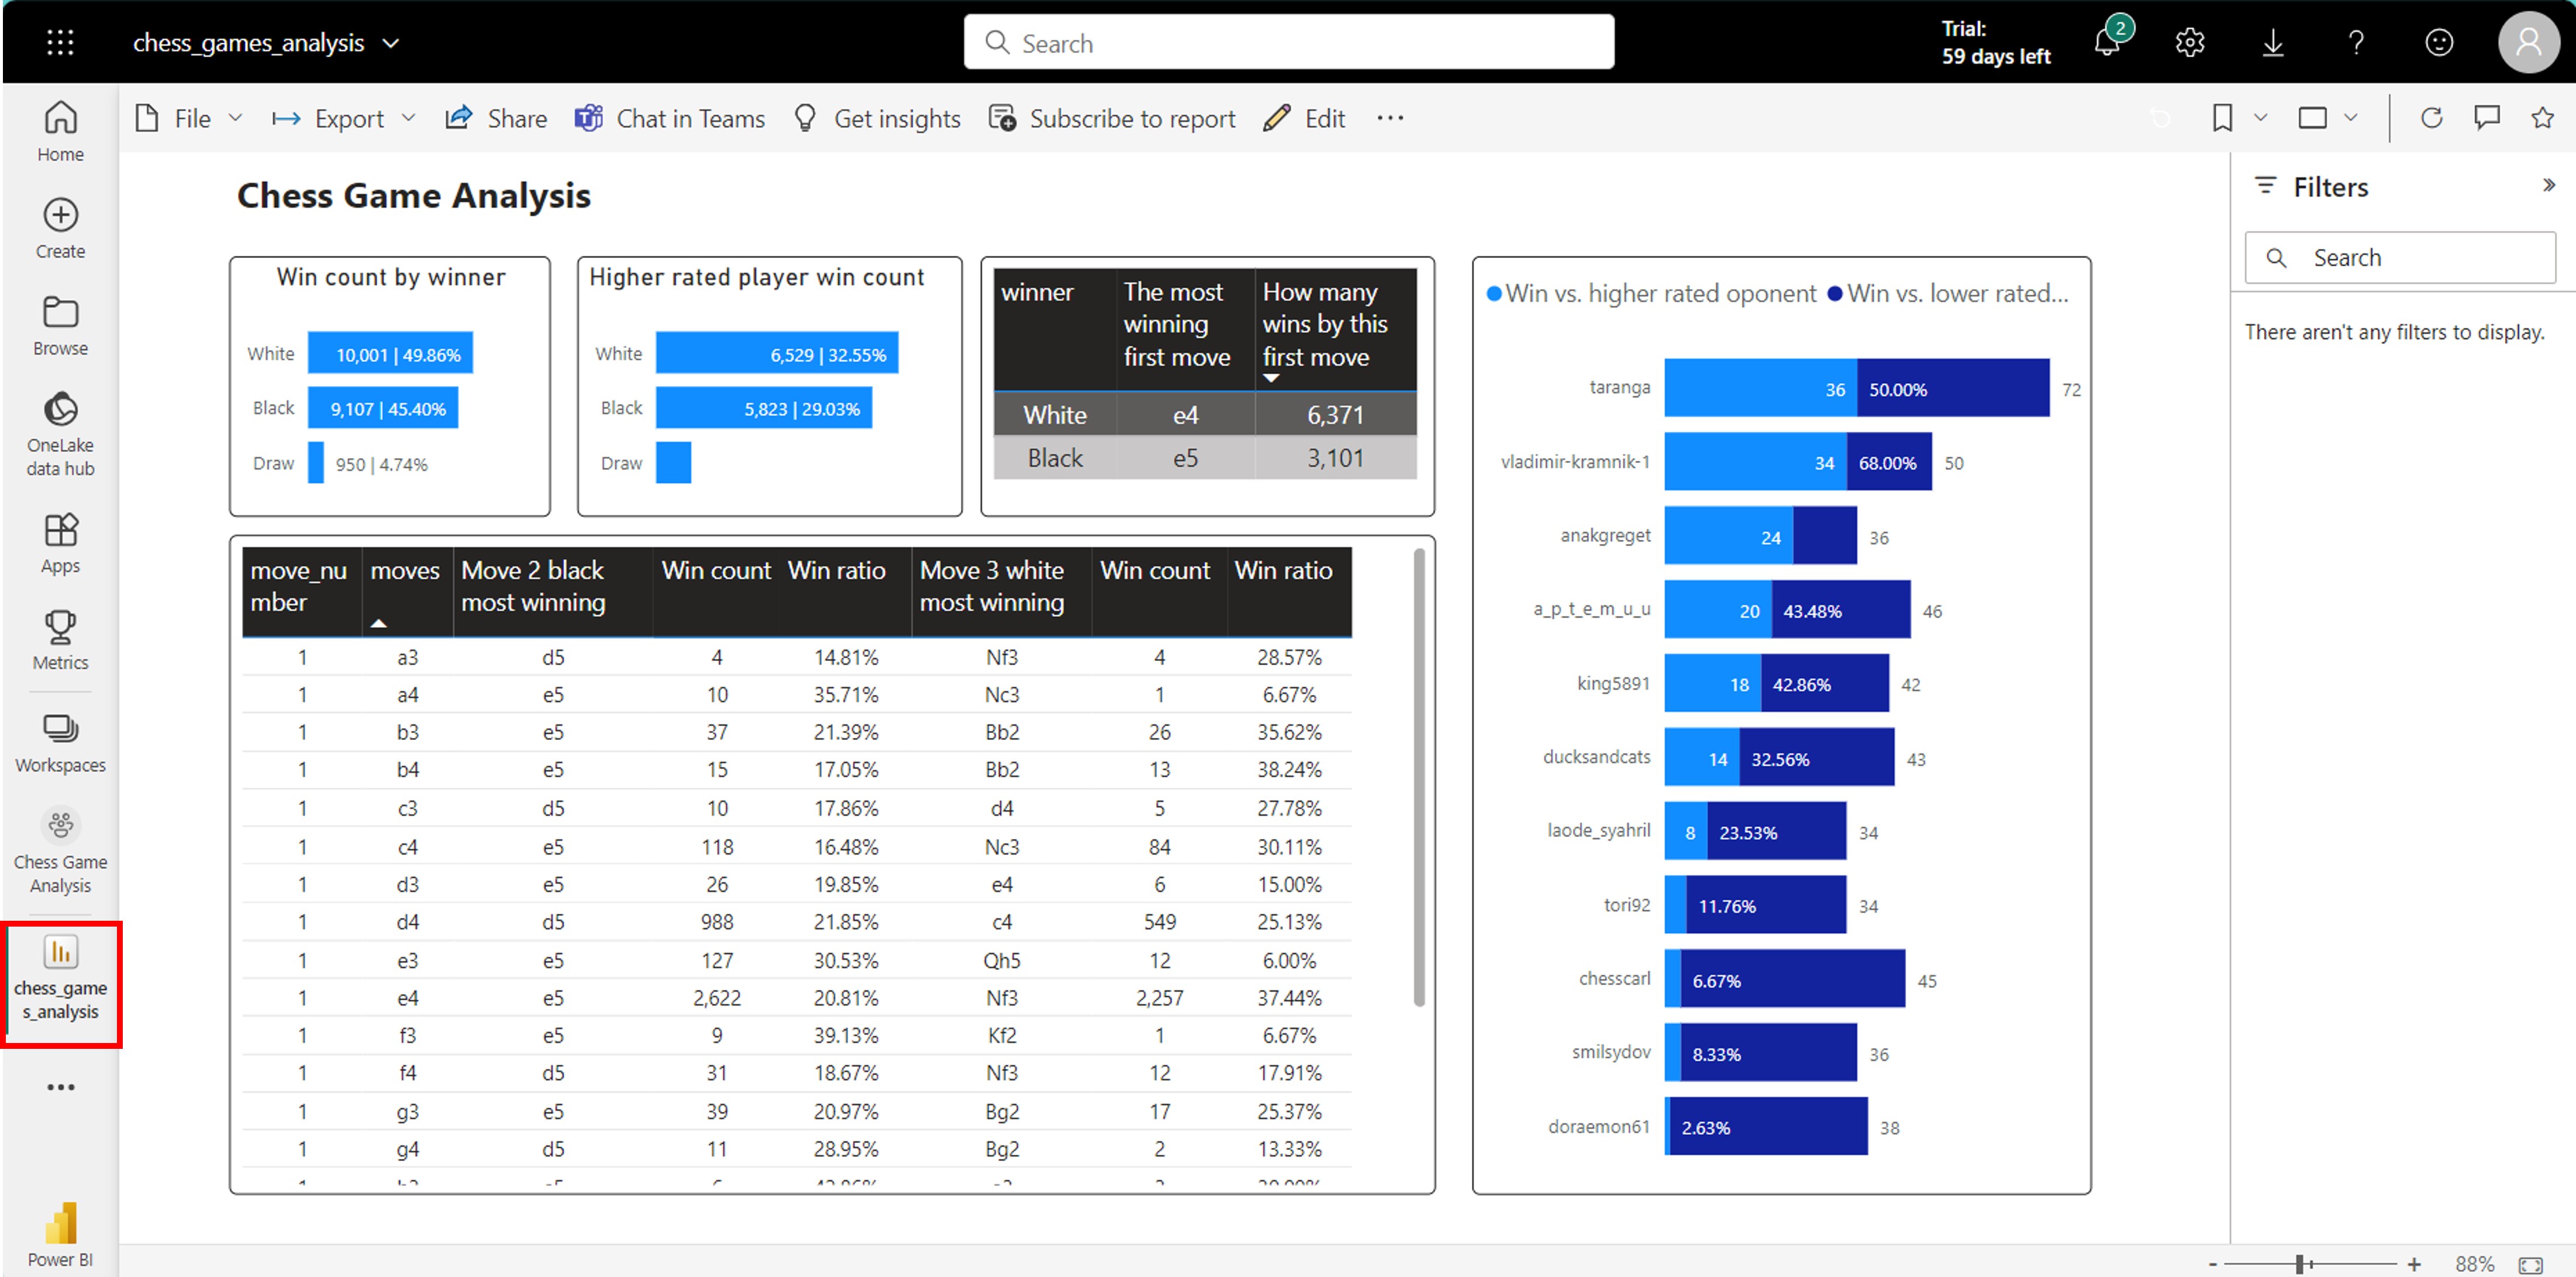 chess_games_analysis
Search
Trial:
59 days left
2
File
Export
Share
Chat in Teams
Get insights
Subscribe to report
Edit
Home
Create
Browse
OneLake
data hub
Apps
Metrics
Workspaces
Chess Game
Analysis
chess_game
s_analysis
Power BI
Chess Game Analysis
Win count by winner
White 10,001 | 49.86%
Black 9,107 | 45.40%
Draw 950 | 4.74%
Higher rated player win count
White 6,529 | 32.55%
Black 5,823 | 29.03%
Draw
winner The most winning first move How many wins by this first move
White e4 6,371
Black e5 3,101
move_nu
mber moves Move 2 black most winning Win count Win ratio Move 3 white most winning Win count Win ratio
1 a3 d5 4 14.81% Nf3 4 28.57%
1 a4 e5 10 35.71% Nc3 1 6.67%
1 b3 e5 37 21.39% Bb2 26 35.62%
1 b4 e5 15 17.05% Bb2 13 38.24%
1 c3 d5 10 17.86% d4 5 27.78%
1 c4 e5 118 16.48% Nc3 84 30.11%
1 d3 e5 26 19.85% e4 6 15.00%
1 d4 d5 988 21.85% c4 549 25.13%
1 e3 e5 127 30.53% Qh5 12 6.00%
1 e4 e5 2,622 20.81% Nf3 2,257 37.44%
1 f3 e5 9 39.13% Kf2 1 6.67%
1 f4 d5 31 18.67% Nf3 12 17.91%
1 g3 e5 39 20.97% Bg2 17 25.37%
1 g4 d5 11 28.95% Bg2 2 13.33%
Win vs. higher rated oponent Win vs. lower rated...
taranga 36 50.00% 72
vladimir-kramnik-1 34 68.00% 50
anakgreget 24 36
a_p_t_e_m_u_u 20 43.48% 46
king5891 18 42.86% 42
ducksandcats 14 32.56% 43
laode_syahril 8 23.53% 34
tori92 11.76% 34
chesscarl 6.67% 45
smilsydov 8.33% 36
doraemon61 2.63% 38
Filters
Search
There aren't any filters to display.
- + 88%